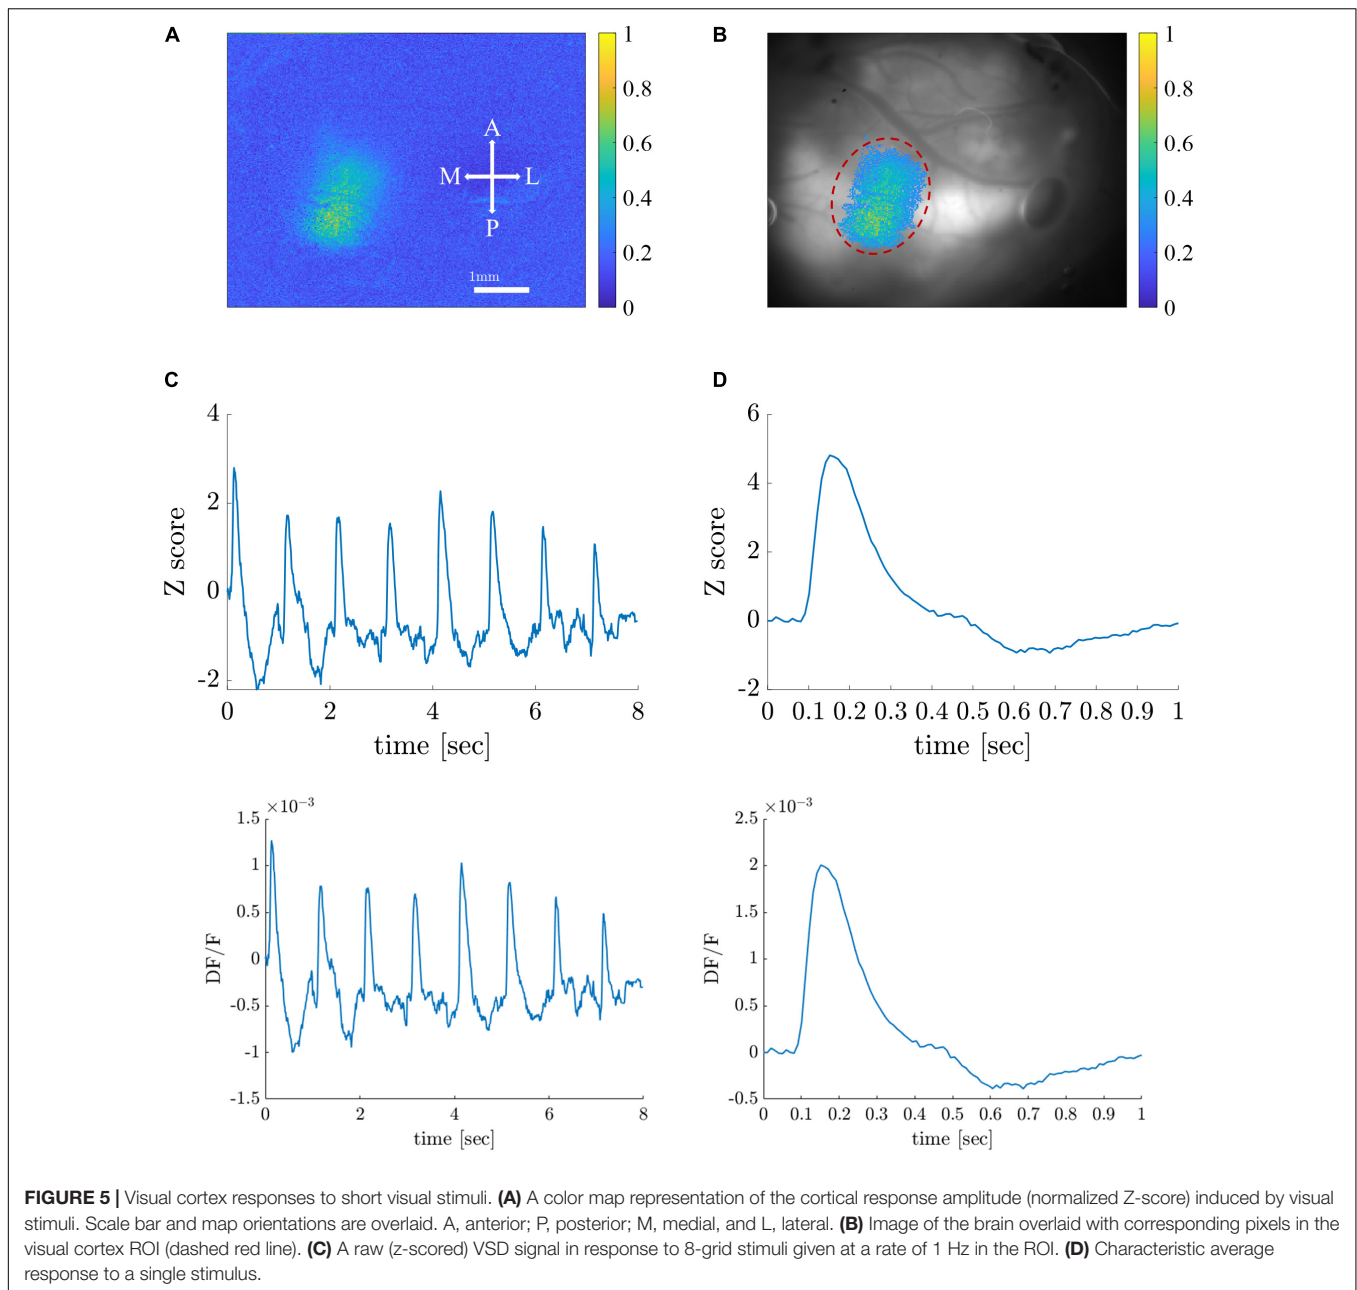 A
B
1
0.8
0.6
0.4
0.2
0
A
M
L
P
1mm
1
0.8
0.6
0.4
0.2
0
C
D
4
2
0
-2
Z score
0 2 4 6 8
time [sec]
6
4
2
0
-2
Z score
0 0.1 0.2 0.3 0.4 0.5 0.6 0.7 0.8 0.9 1
time [sec]
×10⁻³
1.5
1
0.5
0
-0.5
-1
-1.5
DF/F
0 2 4 6 8
time [sec]
×10⁻³
2.5
2
1.5
1
0.5
0
-0.5
DF/F
0 0.1 0.2 0.3 0.4 0.5 0.6 0.7 0.8 0.9 1
time [sec]
FIGURE 5 | Visual cortex responses to short visual stimuli. (A) A color map representation of the cortical response amplitude (normalized Z-score) induced by visual
stimuli. Scale bar and map orientations are overlaid. A, anterior; P, posterior; M, medial, and L, lateral. (B) Image of the brain overlaid with corresponding pixels in the
visual cortex ROI (dashed red line). (C) A raw (z-scored) VSD signal in response to 8-grid stimuli given at a rate of 1 Hz in the ROI. (D) Characteristic average
response to a single stimulus.